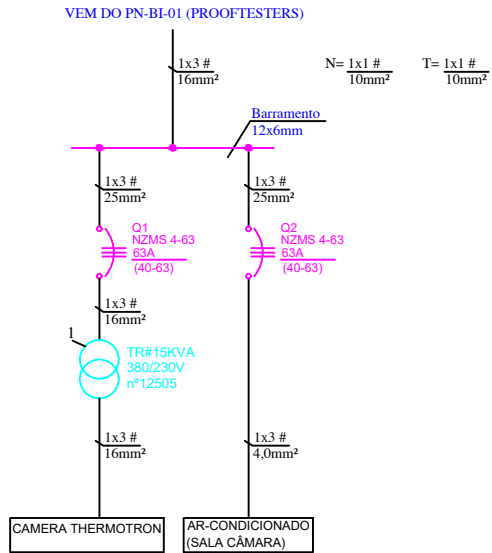 VEM DO PN-BI-01 (PROOFTESTERS)
1x3 #
16mm²
N= 1x1 #
10mm²
T= 1x1 #
10mm²
Barramento
12x6mm
1x3 #
25mm²
1x3 #
25mm²
Q1
NZMS 4-63
63A
(40-63)
Q2
NZMS 4-63
63A
(40-63)
1x3 #
16mm²
1
TR#15KVA
380/230V
nº12505
1x3 #
16mm²
1x3 #
4,0mm²
CAMERA THERMOTRON
AR-CONDICIONADO
(SALA CÂMARA)